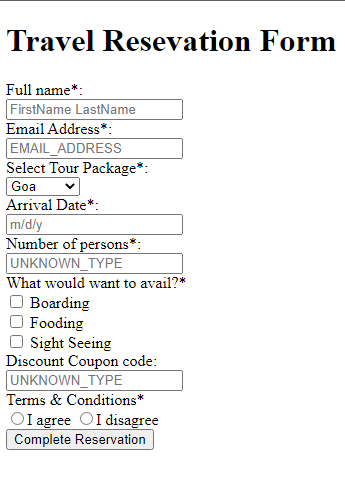 Travel Resevation Form
Full name*:
FirstName LastName
Email Address*:
EMAIL_ADDRESS
Select Tour Package*:
Goa
Arrival Date*:
m/d/y
Number of persons*:
UNKNOWN_TYPE
What would want to avail?*
Boarding
Fooding
Sight Seeing
Discount Coupon code:
UNKNOWN_TYPE
Terms & Conditions*
I agree I disagree
Complete Reservation